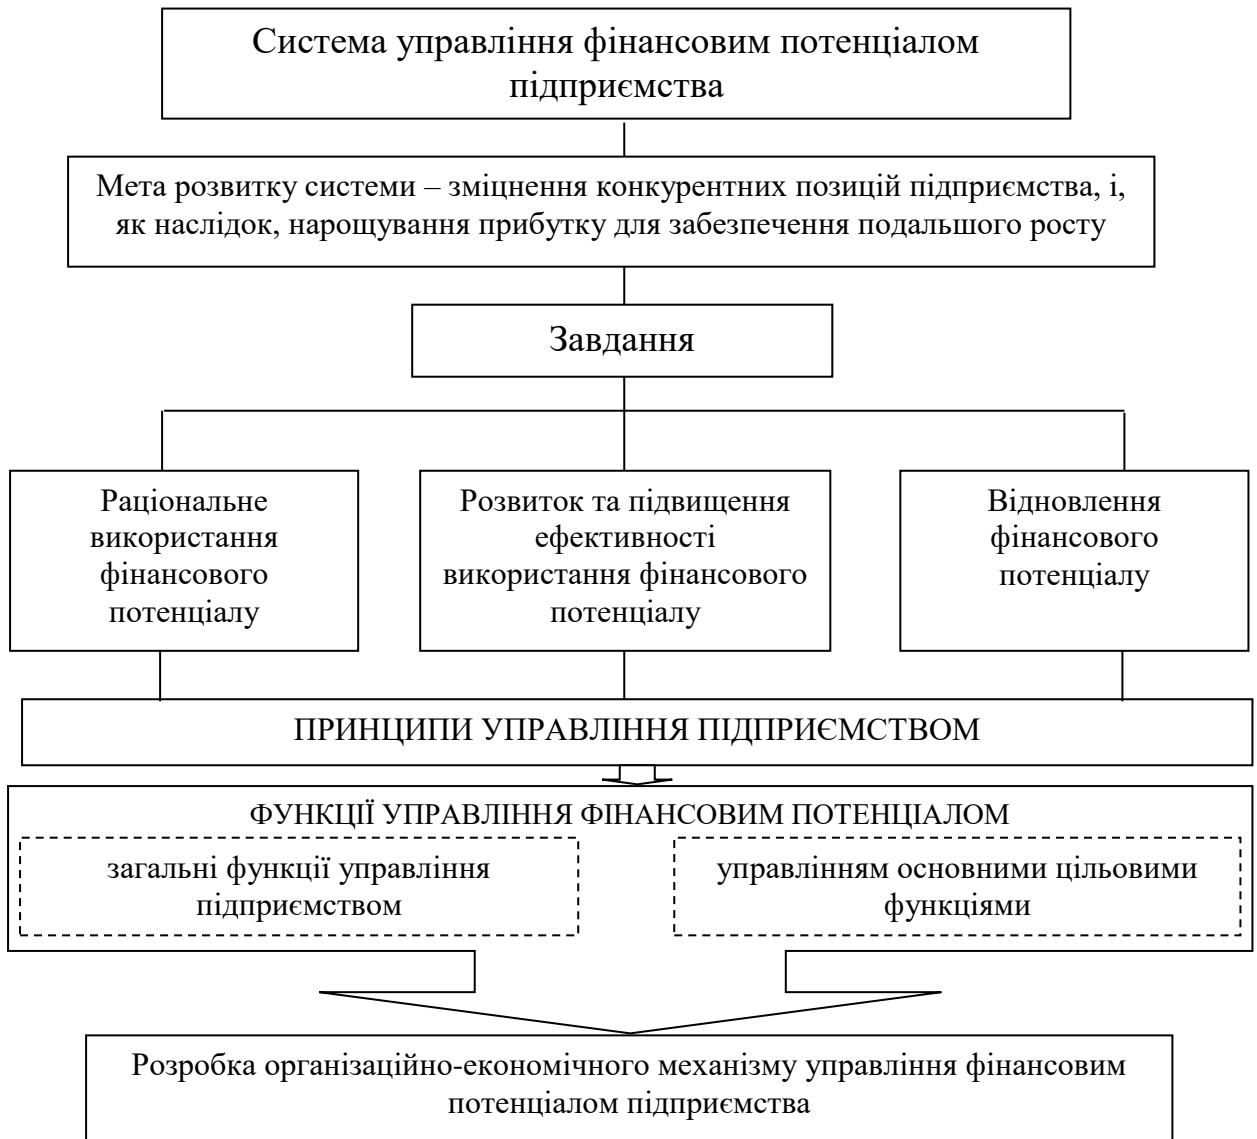 Система управління фінансовим потенціалом
підприємства
Мета розвитку системи – зміцнення конкурентних позицій підприємства, і,
як наслідок, нарощування прибутку для забезпечення подальшого росту
Завдання
Раціональне
використання
фінансового
потенціалу
Розвиток та підвищення
ефективності
використання фінансового
потенціалу
Відновлення
фінансового
потенціалу
ПРИНЦИПИ УПРАВЛІННЯ ПІДПРИЄМСТВОМ
ФУНКЦІЇ УПРАВЛІННЯ ФІНАНСОВИМ ПОТЕНЦІАЛОМ
загальні функції управління
підприємством
управлінням основними цільовими
функціями
Розробка організаційно-економічного механізму управління фінансовим
потенціалом підприємства